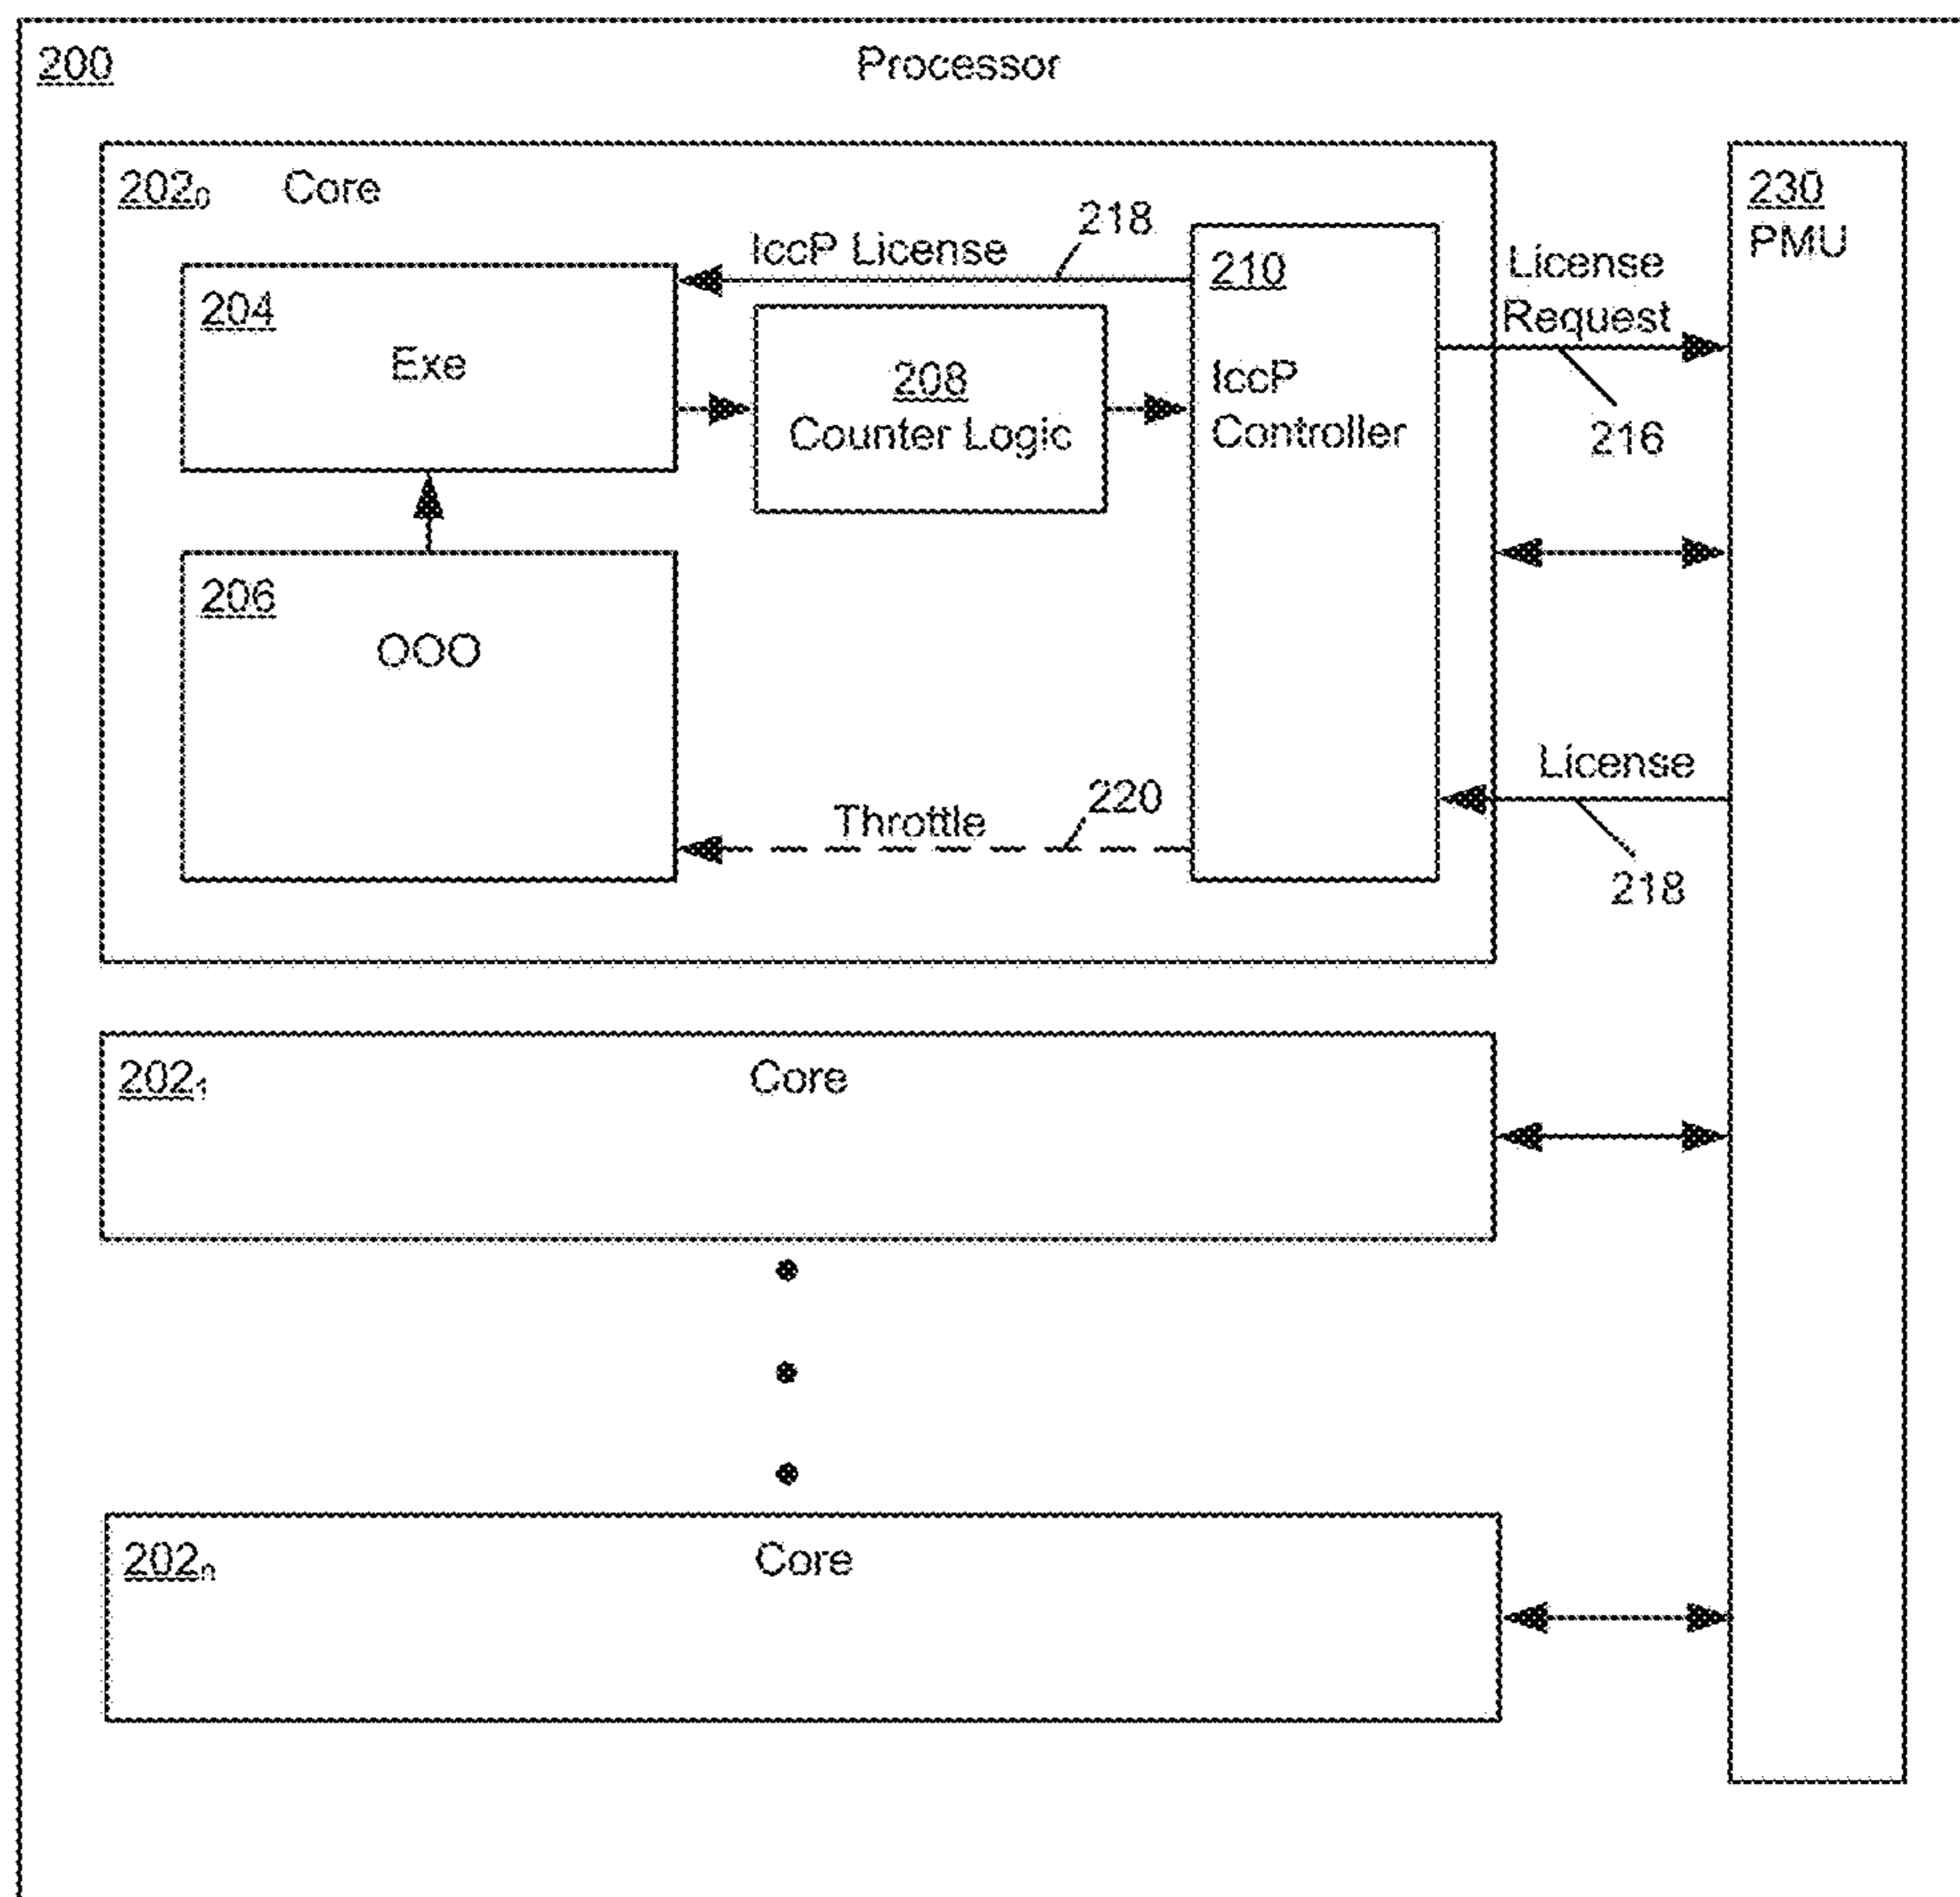 200 Processor
202₀ Core
230
PMU
IccP License
218
204
Exe
208
Counter Logic
210
IccP
Controller
License
Request
216
206
OOO
Throttle
220
License
218
202₁ Core
202ₙ Core